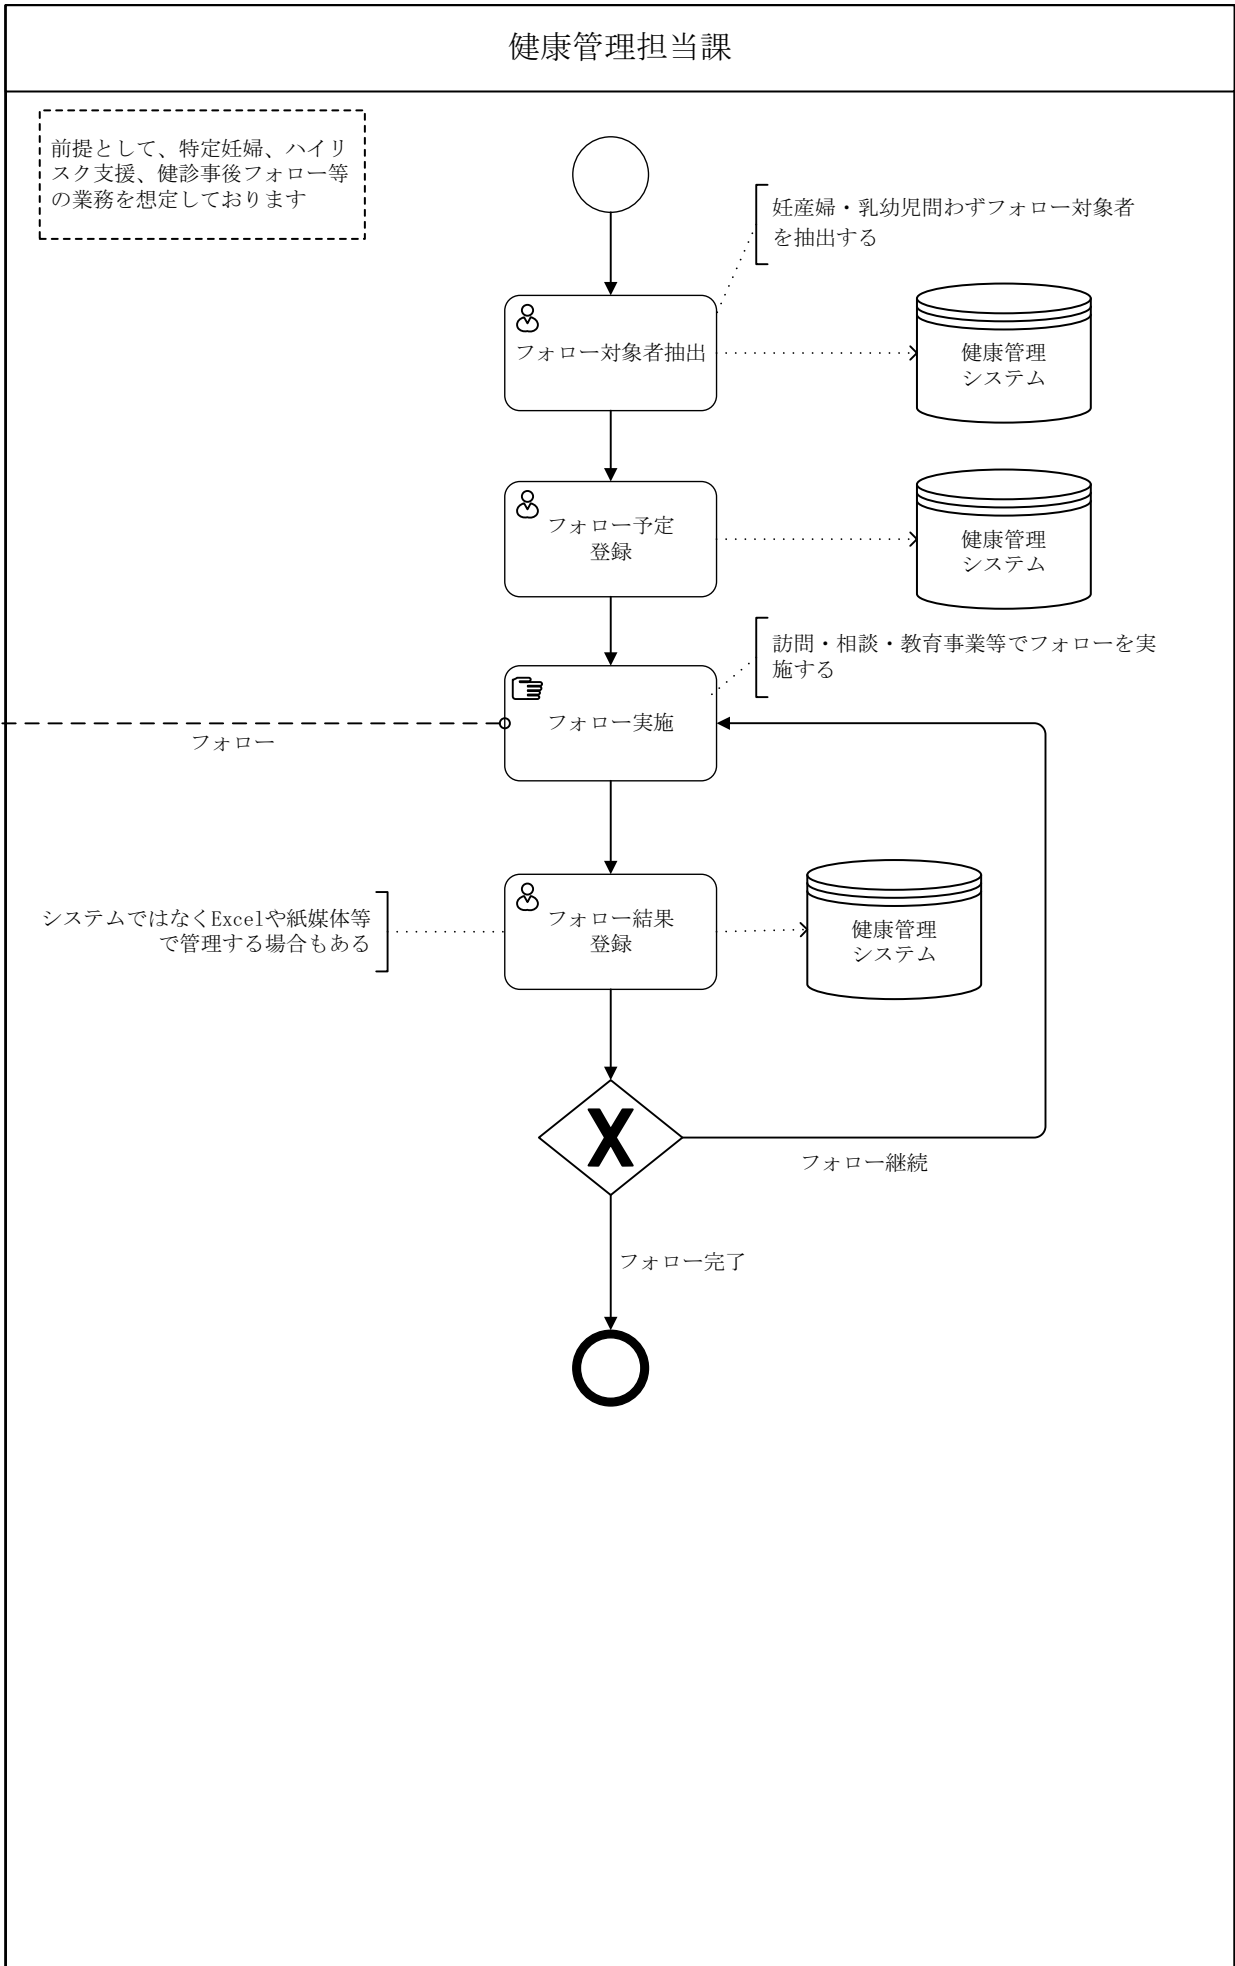 健康管理担当課
前提として、特定妊婦、ハイリ
スク支援、健診事後フォロー等
の業務を想定しております
妊産婦・乳幼児問わずフォロー対象者
を抽出する
フォロー対象者抽出
健康管理
システム
フォロー予定
登録
健康管理
システム
訪問・相談・教育事業等でフォローを実
施する
フォロー実施
フォロー
システムではなくExcelや紙媒体等
で管理する場合もある
フォロー結果
登録
健康管理
システム
X
フォロー継続
フォロー完了